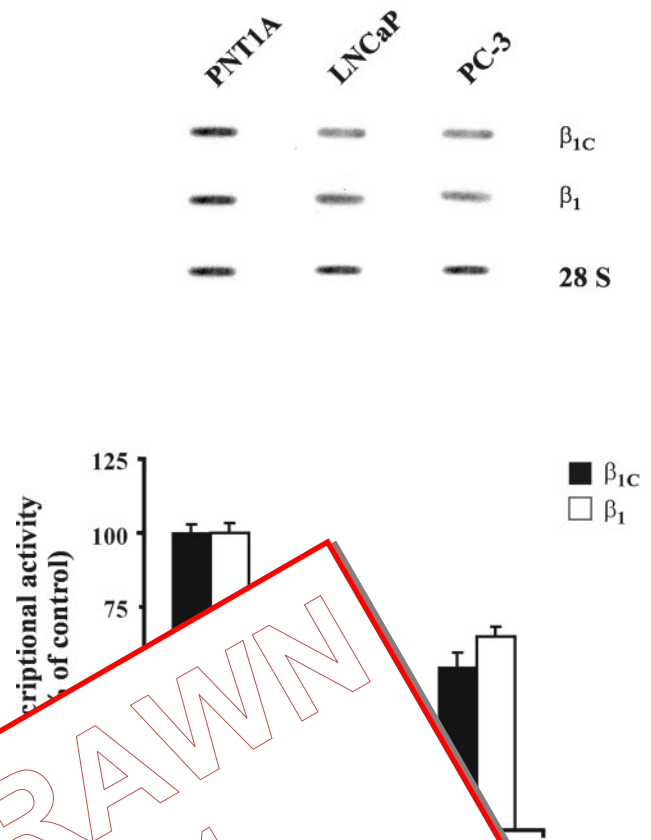 PNT1A LNCaP PC-3
β1C
β1
28 S
125
100
75
criptional activity
of control)
β1C
β1
RAWN